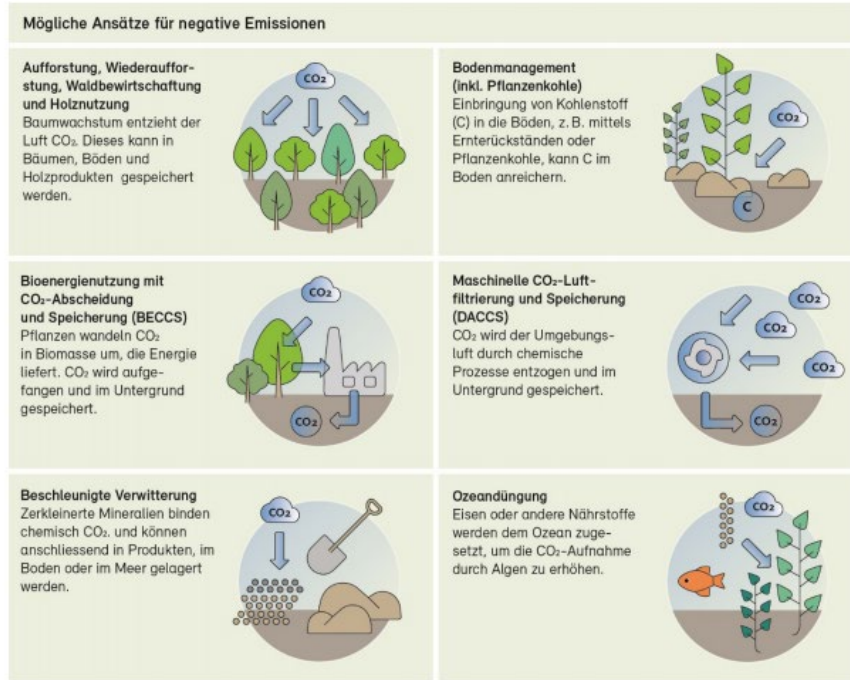 Mögliche Ansätze für negative Emissionen
Aufforstung, Wiederauffor-
stung, Waldbewirtschaftung
und Holznutzung
Baumwachstum entzieht der
Luft CO₂. Dieses kann in
Bäumen, Böden und
Holzprodukten gespeichert
werden.
CO₂
Bodenmanagement
(inkl. Pflanzenkohle)
Einbringung von Kohlenstoff
(C) in die Böden, z. B. mittels
Ernterückständen oder
Pflanzenkohle, kann C im
Boden anreichern.
CO₂
C
Bioenergienutzung mit
CO₂-Abscheidung
und Speicherung (BECCS)
Pflanzen wandeln CO₂
in Biomasse um, die Energie
liefert. CO₂ wird aufge-
fangen und im Untergrund
gespeichert.
CO₂
CO₂
Maschinelle CO₂-Luft-
filtrierung und Speicherung
(DACCS)
CO₂ wird der Umgebungs-
luft durch chemische
Prozesse entzogen und im
Untergrund gespeichert.
CO₂
CO₂
CO₂
CO₂
Beschleunigte Verwitterung
Zerkleinerte Mineralien binden
chemisch CO₂. und können
anschliessend in Produkten, im
Boden oder im Meer gelagert
werden.
CO₂
Ozeandüngung
Eisen oder andere Nährstoffe
werden dem Ozean zuge-
setzt, um die CO₂-Aufnahme
durch Algen zu erhöhen.
CO₂